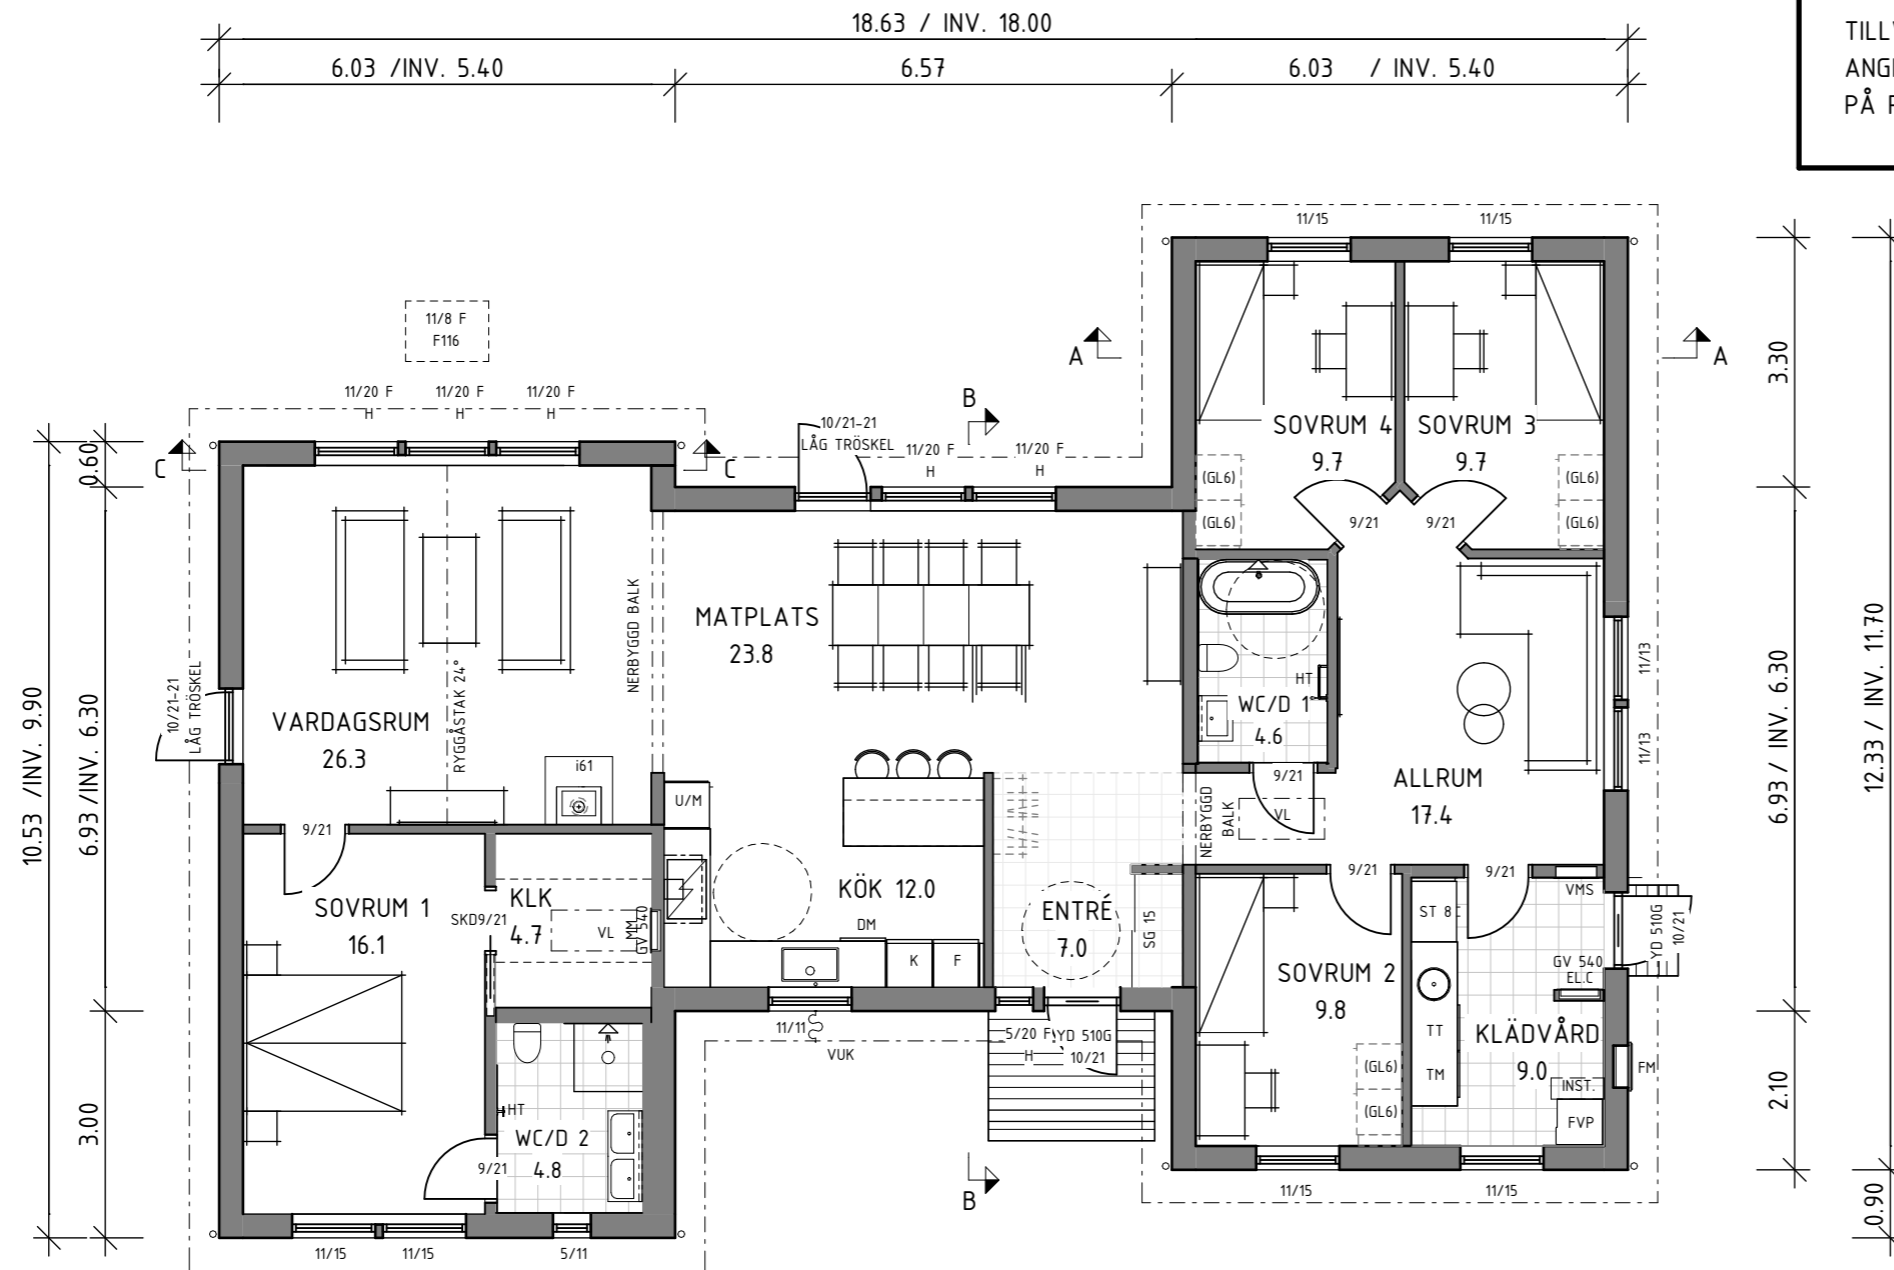 18.63 / INV. 18.00
6.03 /INV. 5.40
6.57
6.03 / INV. 5.40
PÅ
11/15
11/15
11/8 F
F116
A
A
3.30
11/20 F
H
11/20 F
H
11/20 F
H
B
10/21-21
LÅG TRÖSKEL
11/20 F
H
11/20 F
H
C
C
0.60
SOVRUM 4
9.7
SOVRUM 3
9.7
(GL6)
(GL6)
(GL6)
(GL6)
9/21
9/21
10.53 /INV. 9.90
6.93 /INV. 6.30
3.00
10/21-21
LÅG TRÖSKEL
VARDAGSRUM
26.3
RYGGÅSTAK 24°
NERBYGGD BALK
i61
MATPLATS
23.8
U/M
HT
WC/D 1
4.6
9/21
VL
NERBYGGD
BALK
ALLRUM
17.4
11/13
11/13
6.93 / INV. 6.30
12.33 / INV. 11.70
9/21
SOVRUM 1
16.1
SKD9/21
KLK
4.7
VL
MM
GV 540
KÖK 12.0
DM
K
F
ENTRÉ
7.0
SG 15
9/21
9/21
VMS
ST 8
YD 510G
10/21
GV 540
EL.C
SOVRUM 2
9.8
TT
TM
KLÄDVÅRD
9.0
INST.
FVP
FM
(GL6)
(GL6)
11/11
VUK
5/20 F
H
YD 510G
10/21
2.10
0.90
HT
WC/D 2
4.8
9/21
B
11/15
11/15
5/11
11/15
11/15